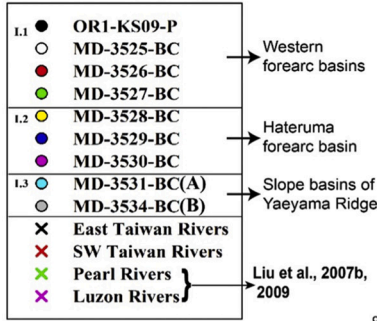 I.1 OR1-KS09-P
MD-3525-BC
MD-3526-BC
MD-3527-BC
Western
forearc basins
I.2 MD-3528-BC
MD-3529-BC
MD-3530-BC
Hateruma
forearc basin
I.3 MD-3531-BC(A)
MD-3534-BC(B)
Slope basins of
Yaeyama Ridge
East Taiwan Rivers
SW Taiwan Rivers
Pearl Rivers
Luzon Rivers
Liu et al., 2007b,
2009